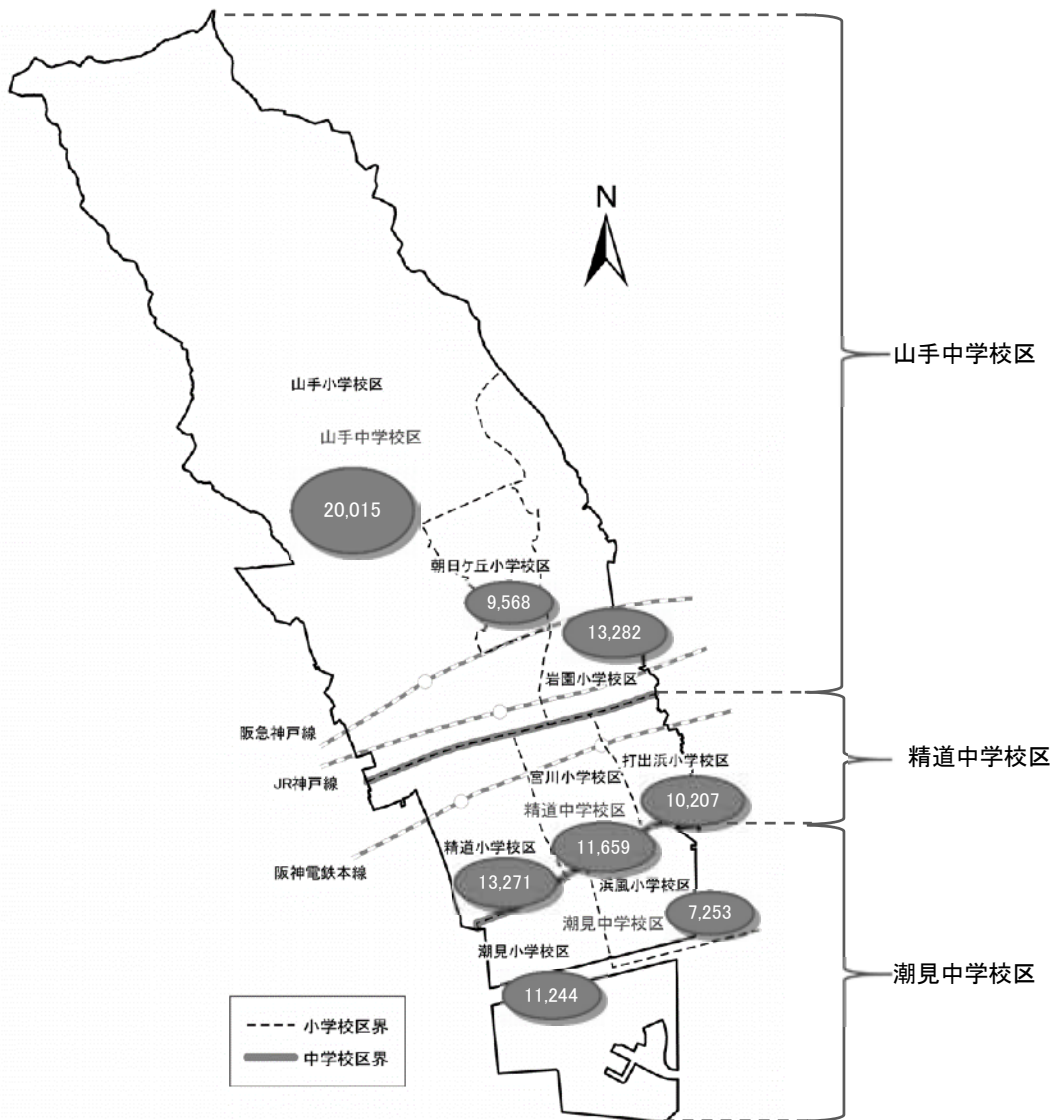 N
山手中学校区
山手小学校区
山手中学校区
20,015
朝日ケ丘小学校区
9,568
13,282
岩園小学校区
阪急神戸線
JR神戸線
打出浜小学校区
宮川小学校区
精道中学校区
精道中学校区
10,207
阪神電鉄本線
精道小学校区
11,659
13,271
浜風小学校区
7,253
潮見中学校区
潮見小学校区
潮見中学校区
11,244
小学校区界
中学校区界